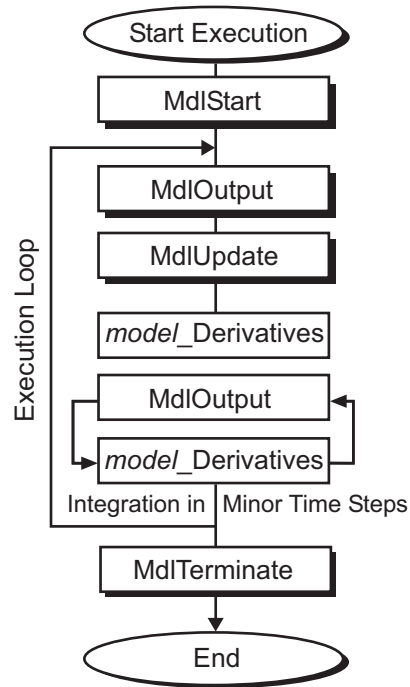 Start Execution
MdlStart
MdlOutput
MdlUpdate
model_Derivatives
Execution Loop
MdlOutput
model_Derivatives
Integration in Minor Time Steps
MdlTerminate
End